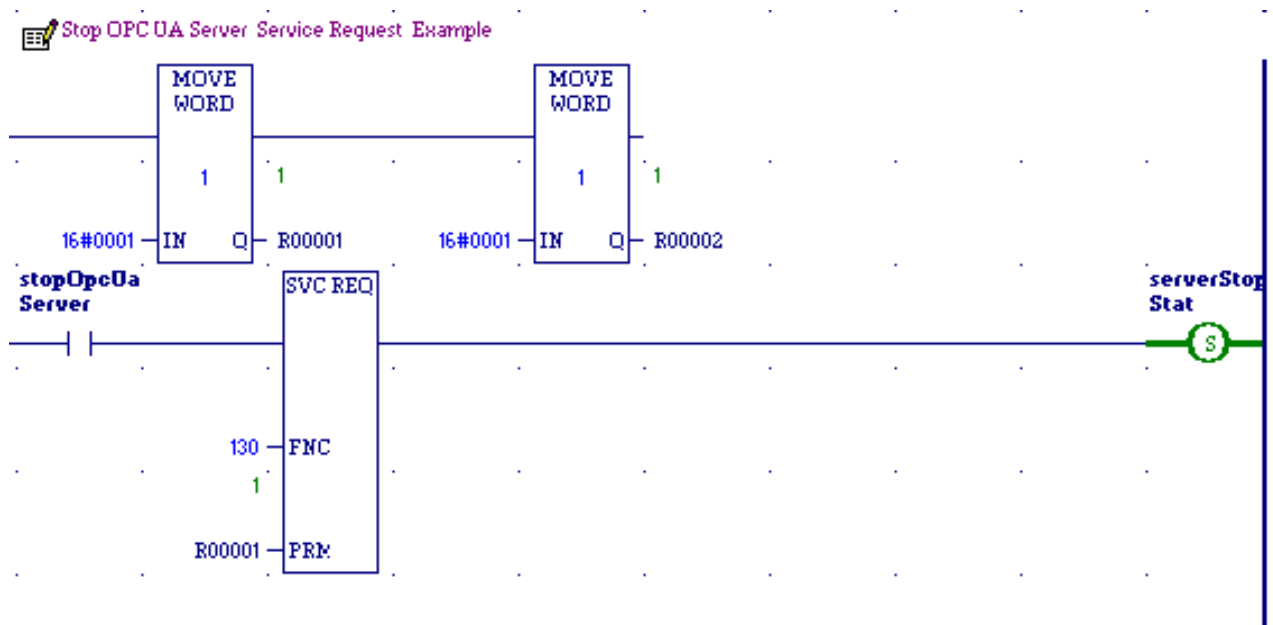 Stop OPC UA Server Service Request Example
MOVE
WORD
MOVE
WORD
1
1
1
1
16#0001
IN
Q
R00001
16#0001
IN
Q
R00002
stopOpcUa
Server
SVC REQ
serverStop
Stat
S
130
FNC
1
R00001
PRM